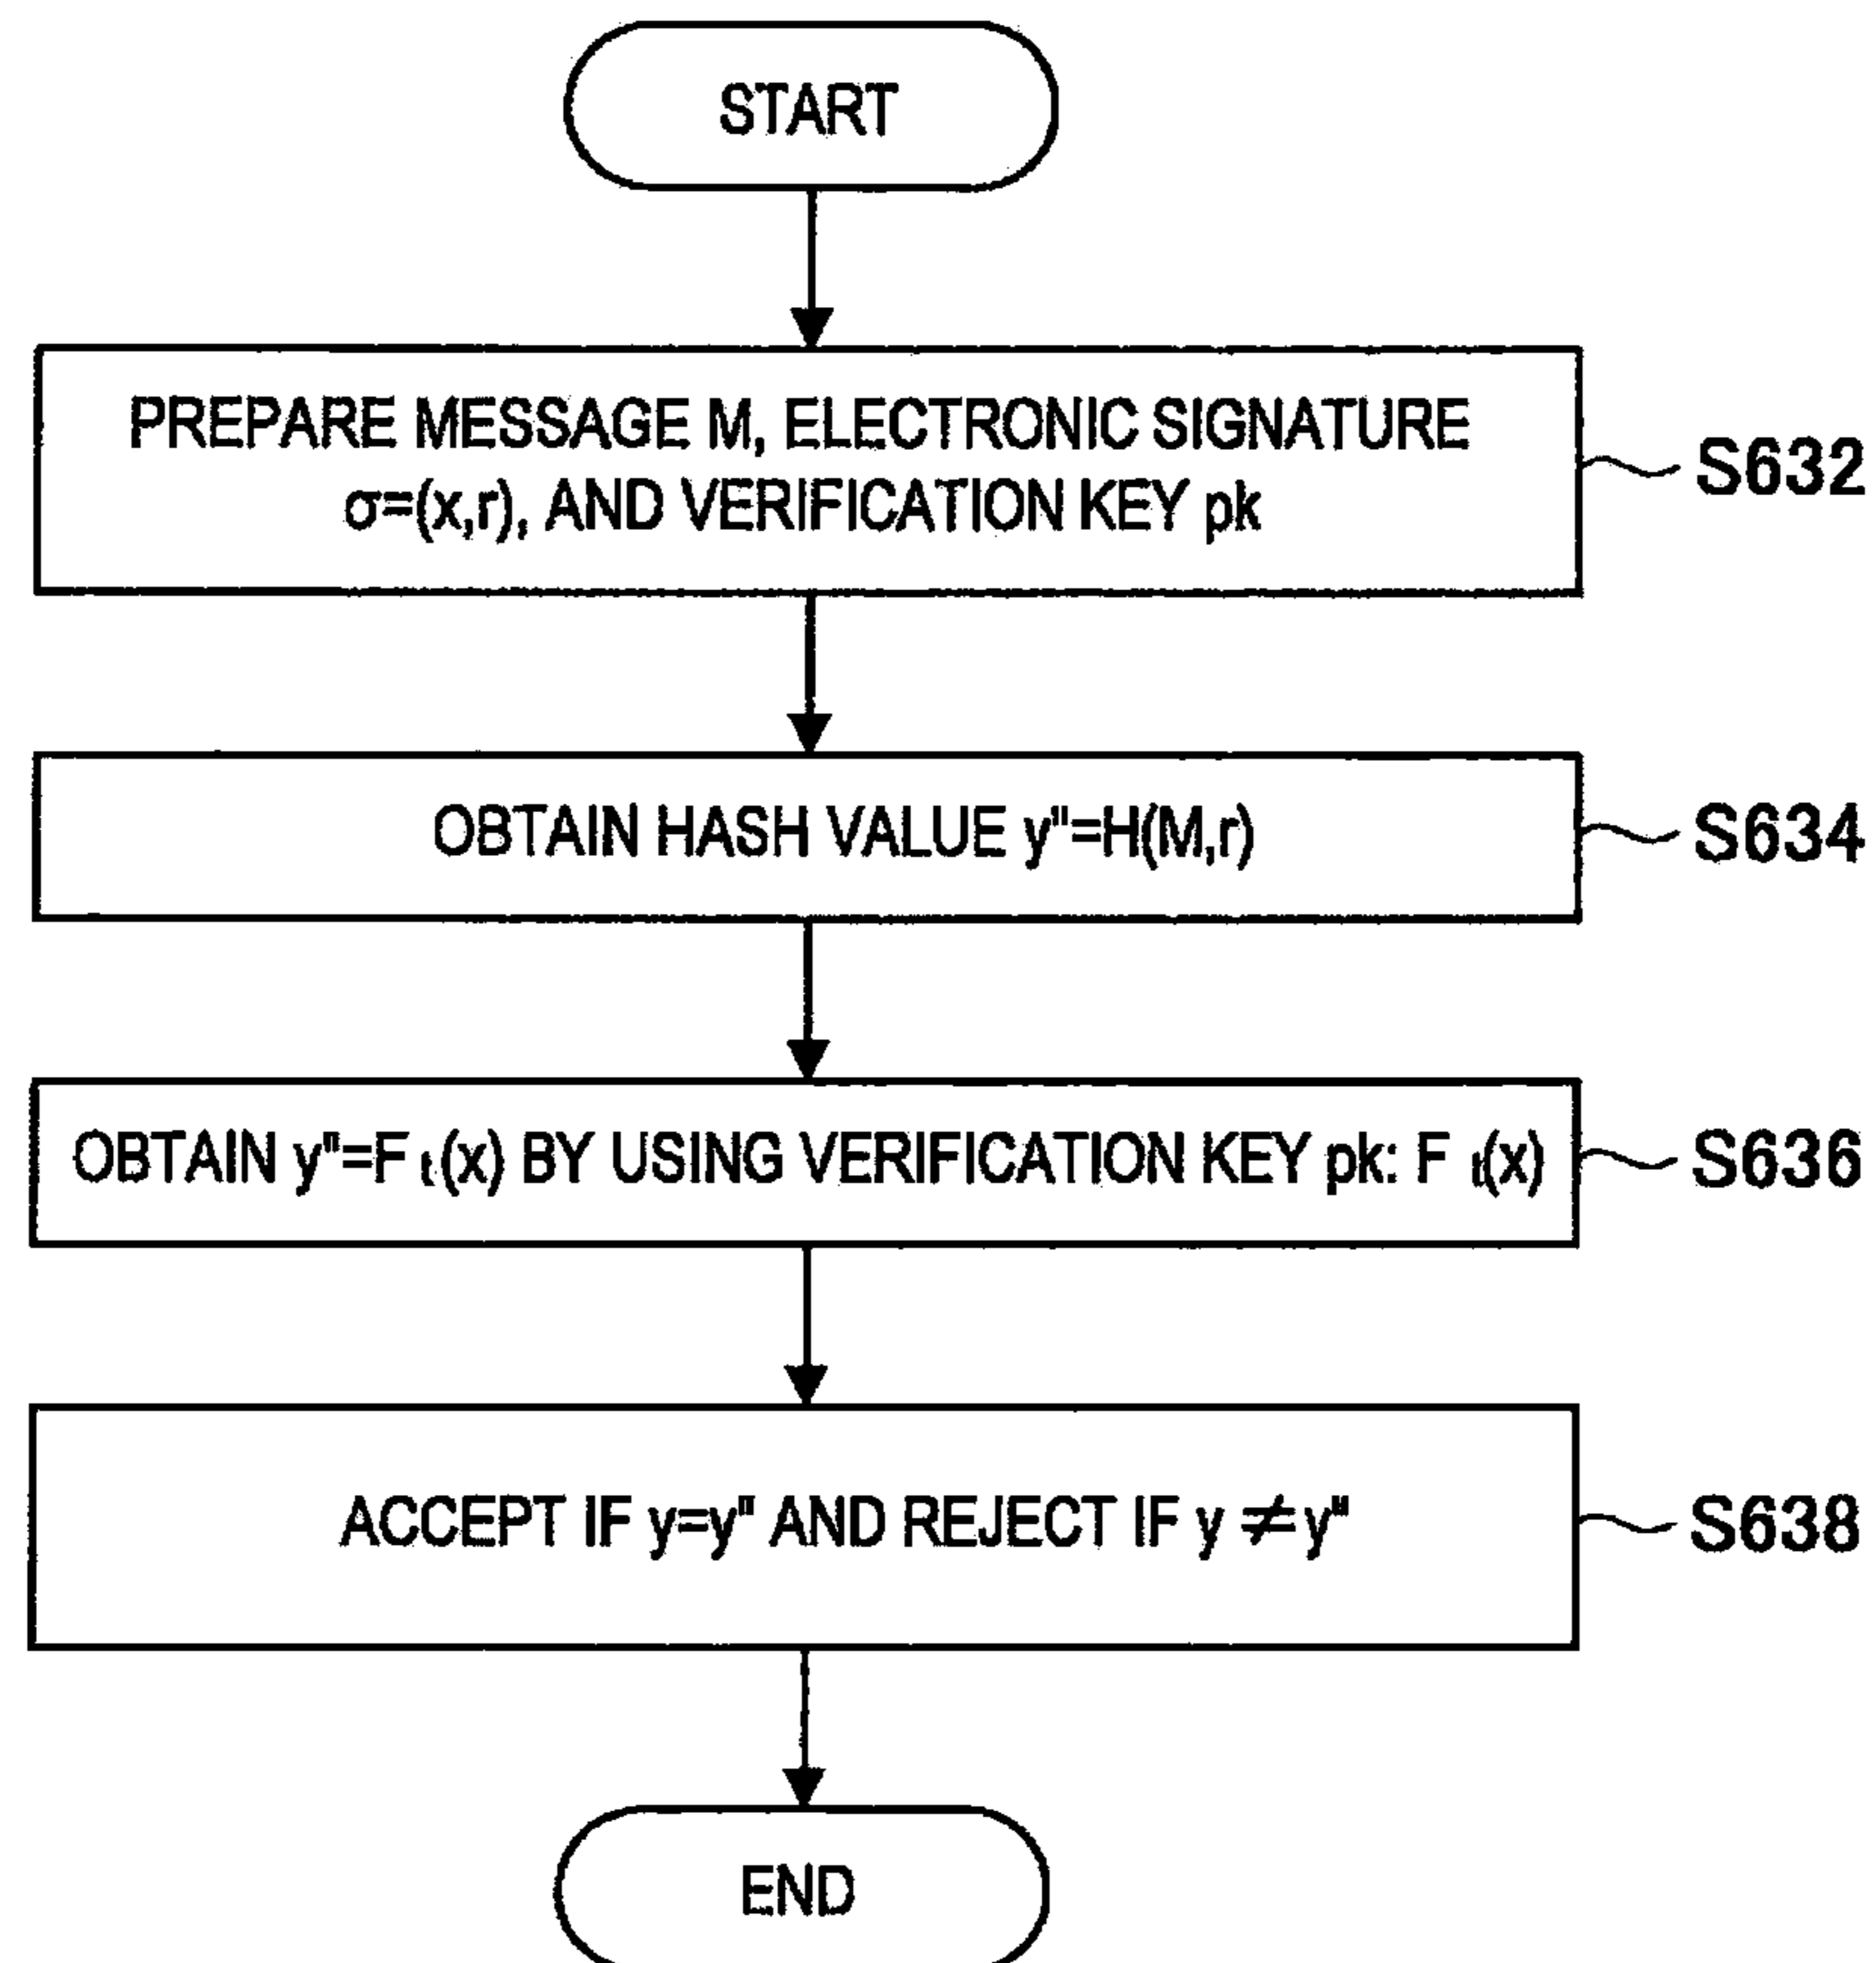 START
PREPARE MESSAGE M, ELECTRONIC SIGNATURE
σ=(x,r), AND VERIFICATION KEY pk
S632
OBTAIN HASH VALUE y"=H(M,r)
S634
OBTAIN y"=F t(x) BY USING VERIFICATION KEY pk: F t(x)
S636
ACCEPT IF y=y" AND REJECT IF y ≠ y"
S638
END